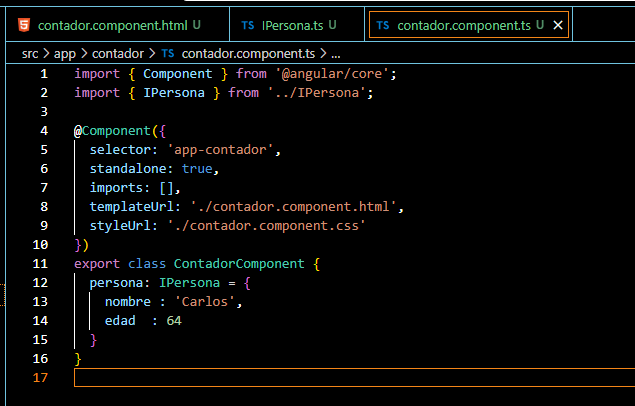 contador.component.html U
TS IPersona.ts U
TS contador.component.ts U ✕
src > app > contador > TS contador.component.ts > ...
1 import { Component } from '@angular/core';
2 import { IPersona } from '../IPersona';
3
4 @Component({
5   selector: 'app-contador',
6   standalone: true,
7   imports: [],
8   templateUrl: './contador.component.html',
9   styleUrl: './contador.component.css'
10 })
11 export class ContadorComponent {
12   persona: IPersona = {
13     nombre : 'Carlos',
14     edad  : 64
15   }
16 }
17